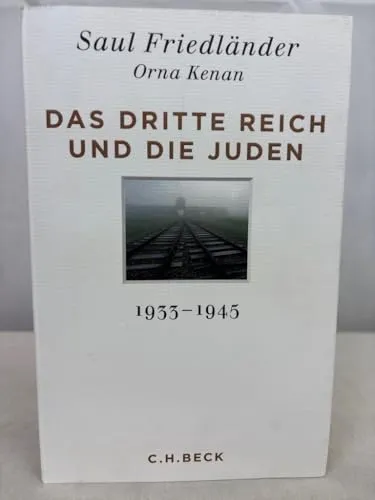 Saul Friedländer
Orna Kenan
DAS DRITTE REICH
UND DIE JUDEN
1933–1945
C.H.BECK